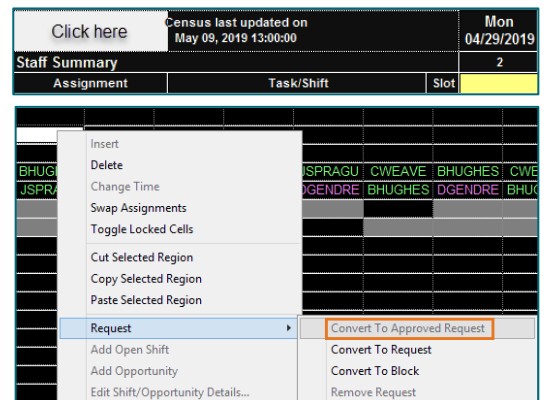 Click here
Census last updated on
May 09, 2019 13:00:00
Mon
04/29/2019
Staff Summary
2
Assignment Task/Shift Slot
Insert
Delete
BHUG JSPRAGU CWEAVE BHUGHES CWE
Change Time
JSPRA DGENDRE BHUGHES DGENDRE BHUG
Swap Assignments
Toggle Locked Cells
Cut Selected Region
Copy Selected Region
Paste Selected Region
Request Convert To Approved Request
Add Open Shift Convert To Request
Add Opportunity Convert To Block
Edit Shift/Opportunity Details... Remove Request